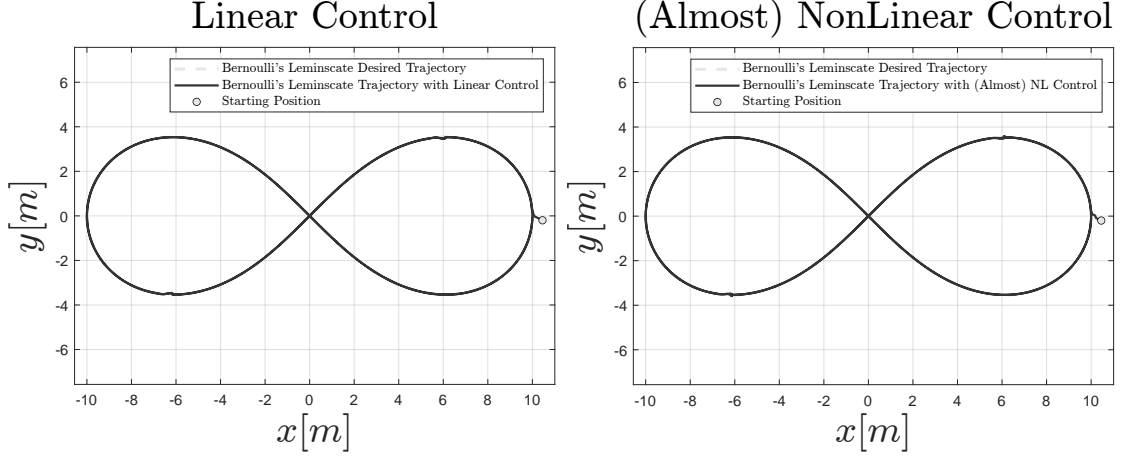 Linear Control
Bernoulli's Leminscate Desired Trajectory
Bernoulli's Leminscate Trajectory with Linear Control
Starting Position
6
4
2
0
-2
-4
-6
y[m]
-10 -8 -6 -4 -2 0 2 4 6 8 10
x[m]
(Almost) NonLinear Control
Bernoulli's Leminscate Desired Trajectory
Bernoulli's Leminscate Trajectory with (Almost) NL Control
Starting Position
6
4
2
0
-2
-4
-6
y[m]
-10 -8 -6 -4 -2 0 2 4 6 8 10
x[m]